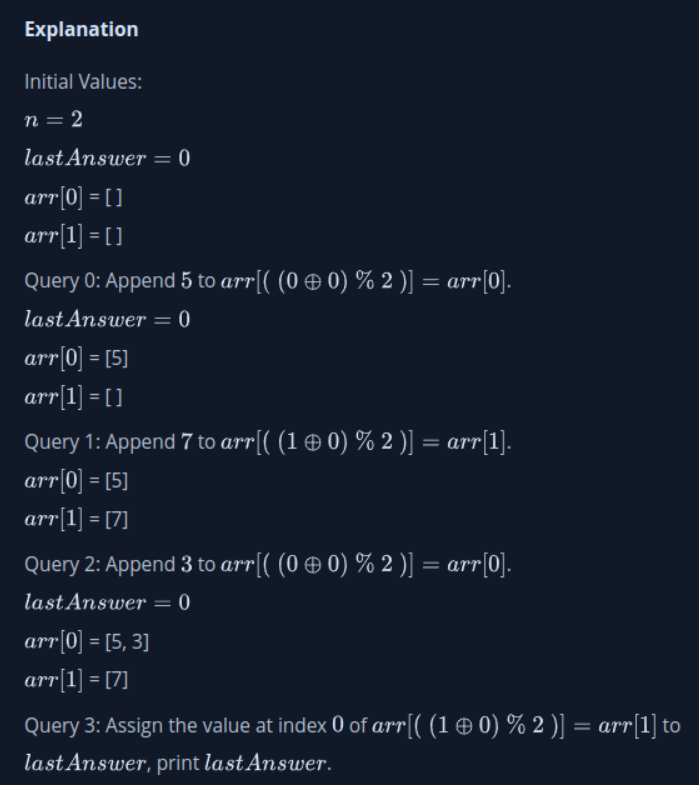 Explanation
Initial Values:
n = 2
lastAnswer = 0
arr[0] = [ ]
arr[1] = [ ]
Query 0: Append 5 to arr[( (0 ⊕ 0) % 2 )] = arr[0].
lastAnswer = 0
arr[0] = [5]
arr[1] = [ ]
Query 1: Append 7 to arr[( (1 ⊕ 0) % 2 )] = arr[1].
arr[0] = [5]
arr[1] = [7]
Query 2: Append 3 to arr[( (0 ⊕ 0) % 2 )] = arr[0].
lastAnswer = 0
arr[0] = [5, 3]
arr[1] = [7]
Query 3: Assign the value at index 0 of arr[( (1 ⊕ 0) % 2 )] = arr[1] to
lastAnswer, print lastAnswer.